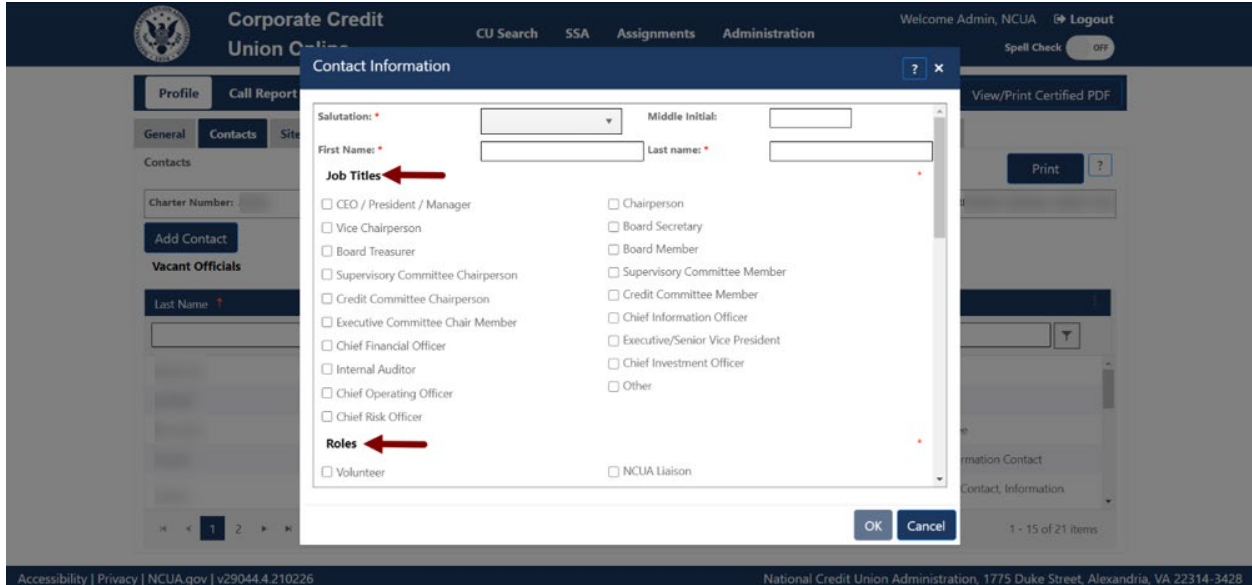 Corporate Credit
Union Online
CU Search SSA Assignments Administration
Welcome Admin, NCUA Logout
Spell Check OFF
Contact Information ? ×
Profile Call Report View/Print Certified PDF
General Contacts Site
Contacts
Print ?
Charter Number:
Add Contact
Vacant Officials
Last Name ↑
Salutation: * Middle Initial:
First Name: * Last name: *
Job Titles *
CEO / President / Manager Chairperson
Vice Chairperson Board Secretary
Board Treasurer Board Member
Supervisory Committee Chairperson Supervisory Committee Member
Credit Committee Chairperson Credit Committee Member
Executive Committee Chair Member Chief Information Officer
Chief Financial Officer Executive/Senior Vice President
Internal Auditor Chief Investment Officer
Chief Operating Officer Other
Chief Risk Officer
Roles *
Volunteer NCUA Liaison
Contact
Contact, Information
OK Cancel
1 2
1 - 15 of 21 items
Accessibility | Privacy | NCUA.gov | v29044.4.210226 National Credit Union Administration, 1775 Duke Street, Alexandria, VA 22314-3428